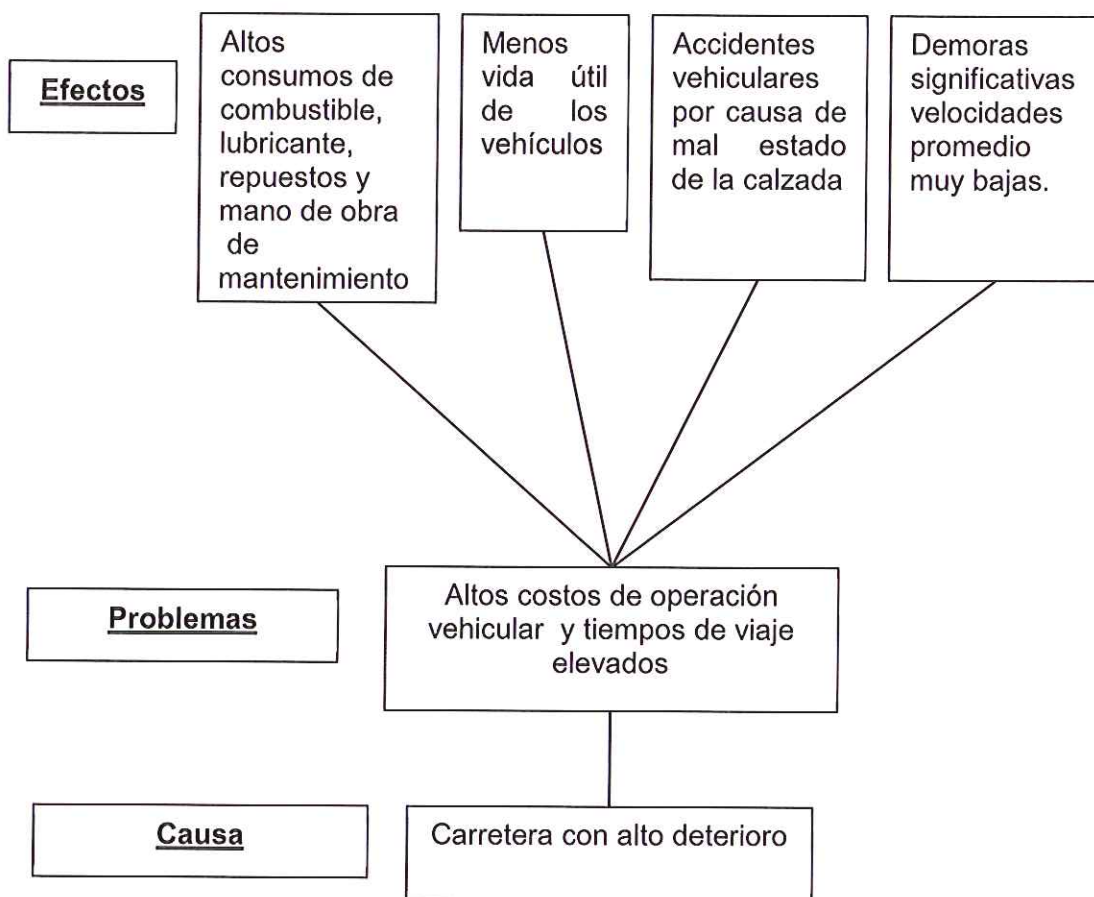 Efectos
Altos
consumos de
combustible,
lubricante,
repuestos y
mano de obra
de
mantenimiento
Menos
vida útil
de los
vehículos
Accidentes
vehiculares
por causa de
mal estado
de la calzada
Demoras
significativas
velocidades
promedio
muy bajas.
Problemas
Altos costos de operación
vehicular y tiempos de viaje
elevados
Causa
Carretera con alto deterioro